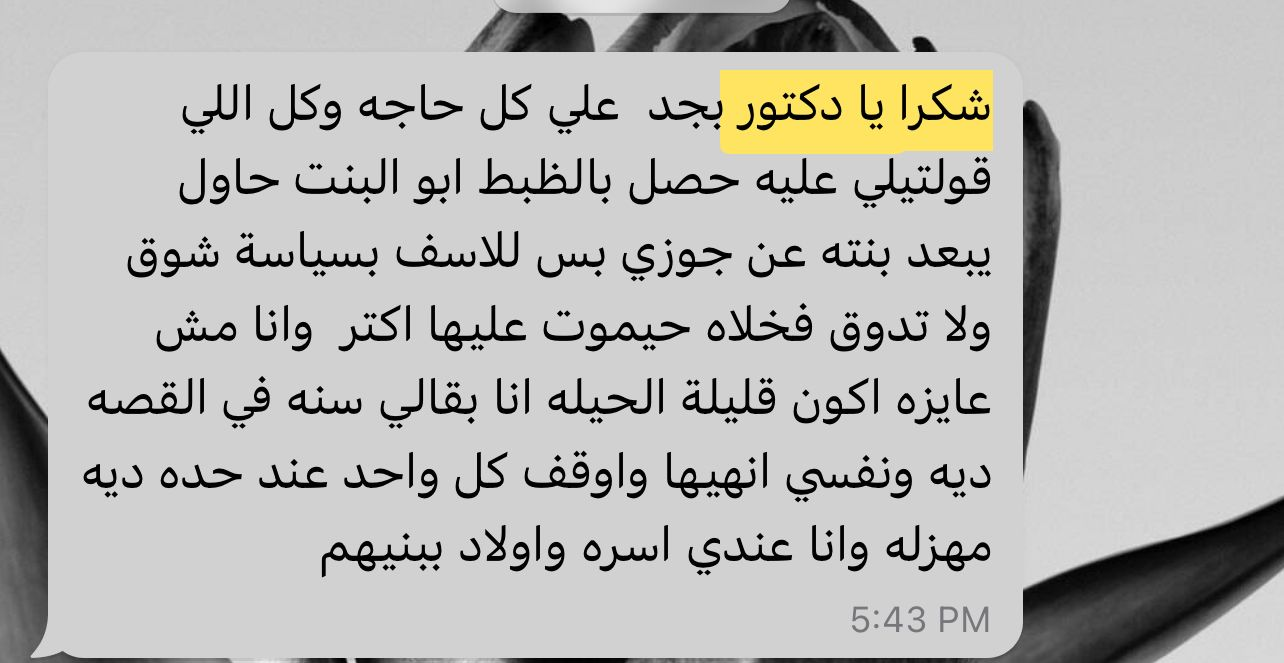 شكرا يا دكتور بجد  علي كل حاجه وكل اللي
قولتيلي عليه حصل بالظبط ابو البنت حاول
يبعد بنته عن جوزي بس للاسف بسياسة شوق
ولا تدوق فخلاه حيموت عليها اكتر  وانا مش
عايزه اكون قليلة الحيله انا بقالي سنه في القصه
ديه ونفسي انهيها واوقف كل واحد عند حده ديه
مهزله وانا عندي اسره واولاد ببنيهم
5:43 PM